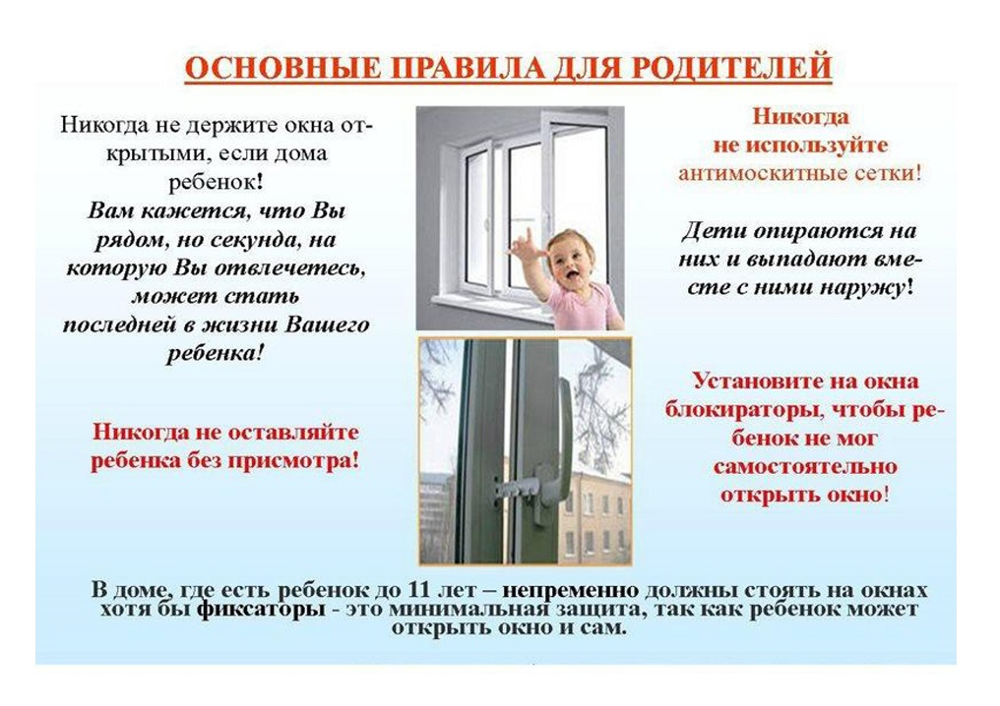 ОСНОВНЫЕ ПРАВИЛА ДЛЯ РОДИТЕЛЕЙ
Никогда не держите окна от-
крытыми, если дома
ребенок!
Вам кажется, что Вы
рядом, но секунда, на
которую Вы отвлечетесь,
может стать
последней в жизни Вашего
ребенка!
Никогда не оставляйте
ребенка без присмотра!
Никогда
не используйте
антимоскитные сетки!
Дети опираются на
них и выпадают вме-
сте с ними наружу!
Установите на окна
блокираторы, чтобы ре-
бенок не мог
самостоятельно
открыть окно!
В доме, где есть ребенок до 11 лет – непременно должны стоять на окнах
хотя бы фиксаторы - это минимальная защита, так как ребенок может
открыть окно и сам.